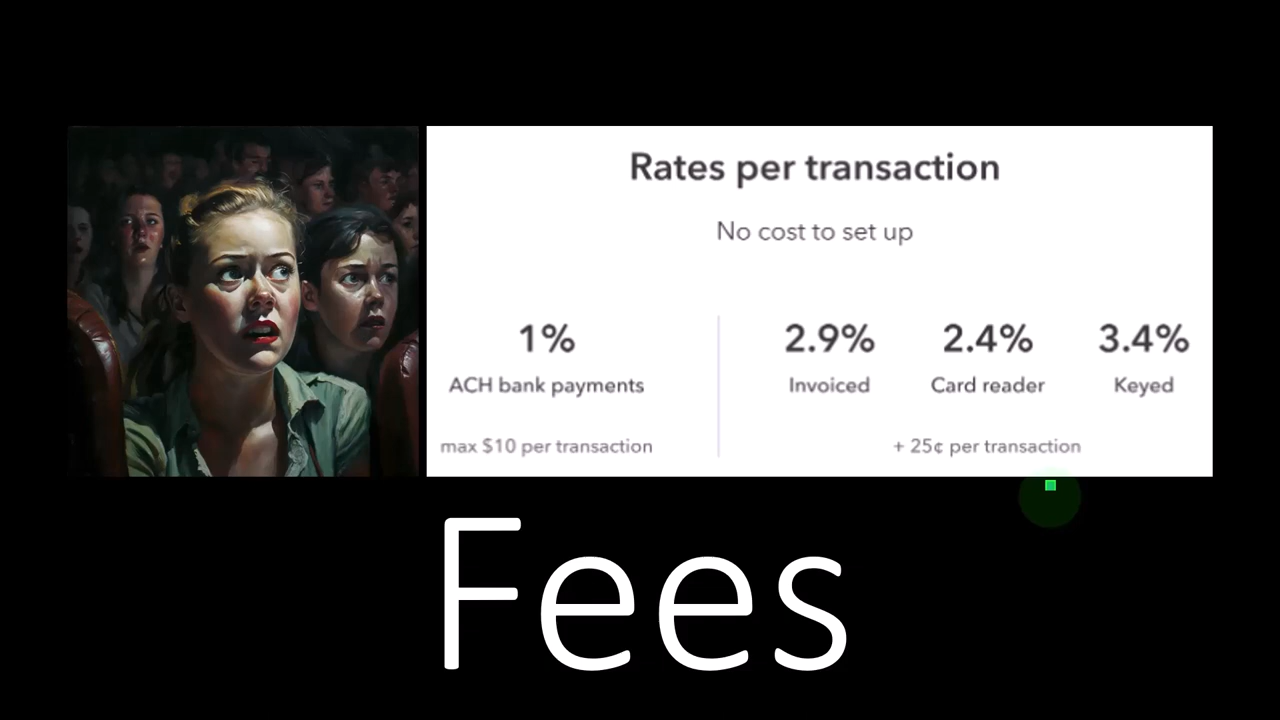 Rates per transaction
No cost to set up
1% 2.9% 2.4% 3.4%
ACH bank payments Invoiced Card reader Keyed
max $10 per transaction + 25¢ per transaction
Fees